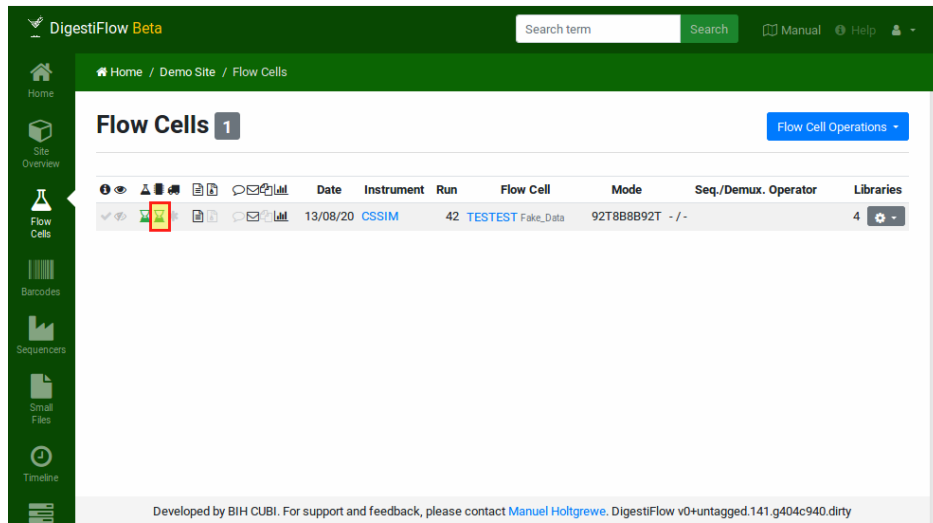 DigestiFlow Beta
Search term
Search
Manual
Help
Home / Demo Site / Flow Cells
Home
Site
Overview
Flow
Cells
Barcodes
Sequencers
Small
Files
Timeline
Flow Cells 1
Flow Cell Operations
Date Instrument Run Flow Cell Mode Seq./Demux. Operator Libraries
13/08/20 CSSIM 42 TESTEST Fake_Data 92T8B8B92T - / - 4
Developed by BIH CUBI. For support and feedback, please contact Manuel Holtgrewe. DigestiFlow v0+untagged.141.g404c940.dirty